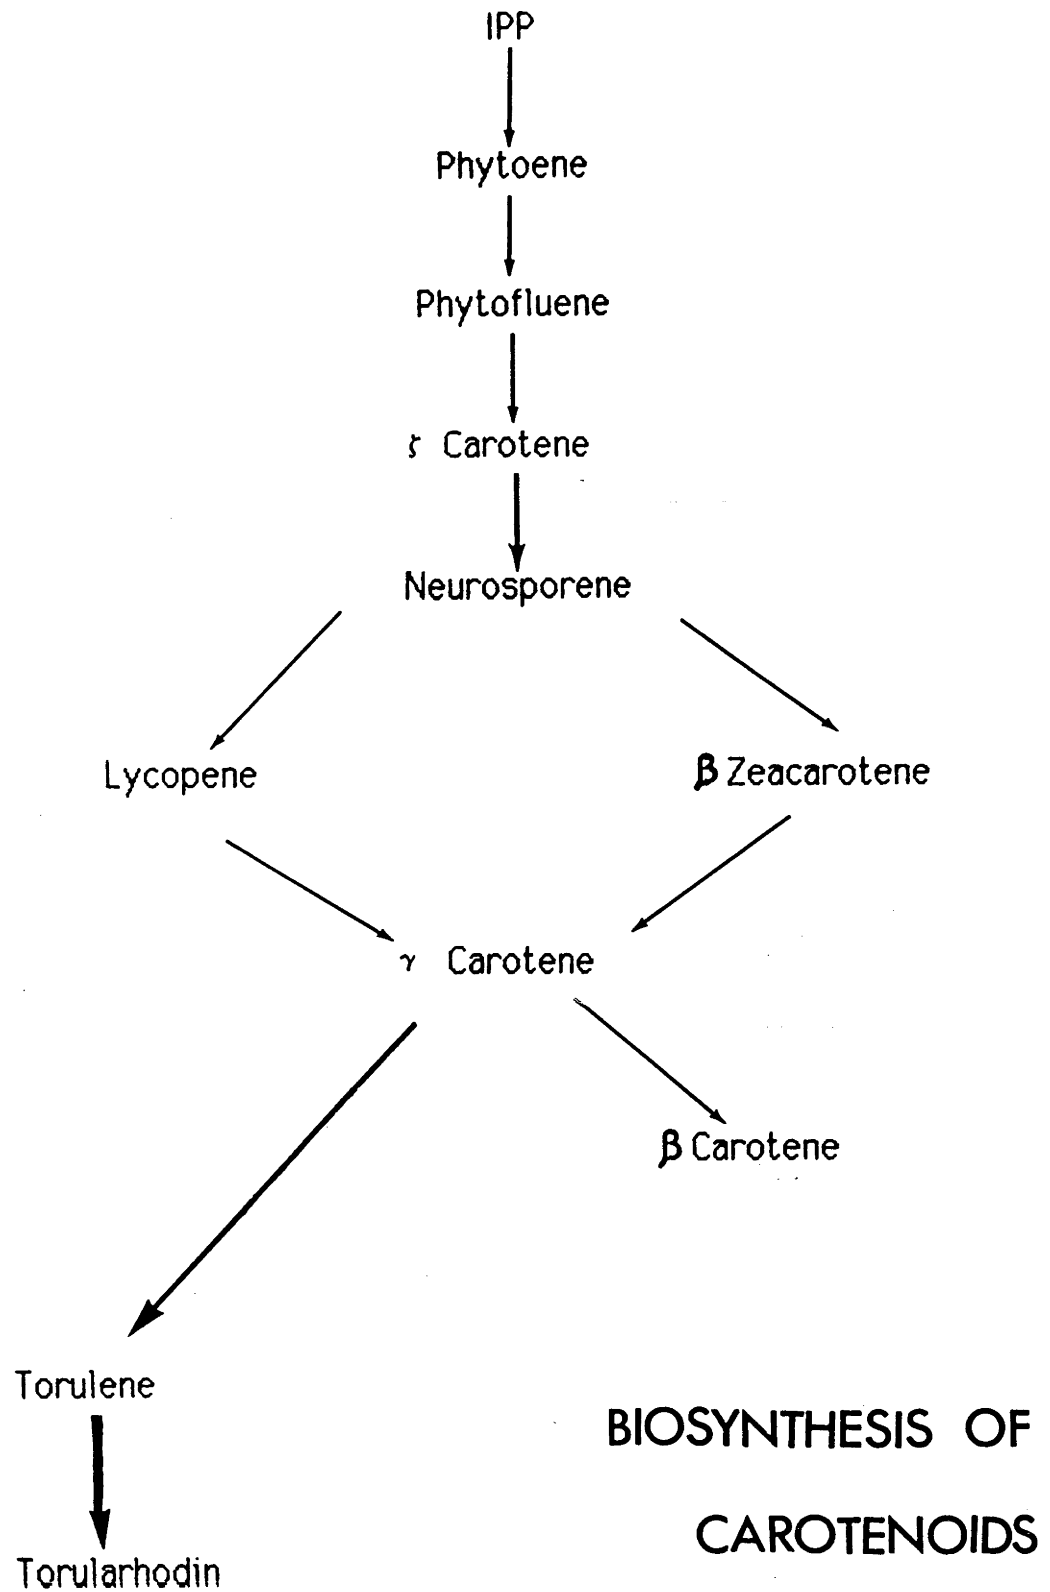 IPP
Phytoene
Phytofluene
ζ Carotene
Neurosporene
Lycopene
β Zeacarotene
γ Carotene
β Carotene
Torulene
BIOSYNTHESIS OF
CAROTENOIDS
Torularhodin